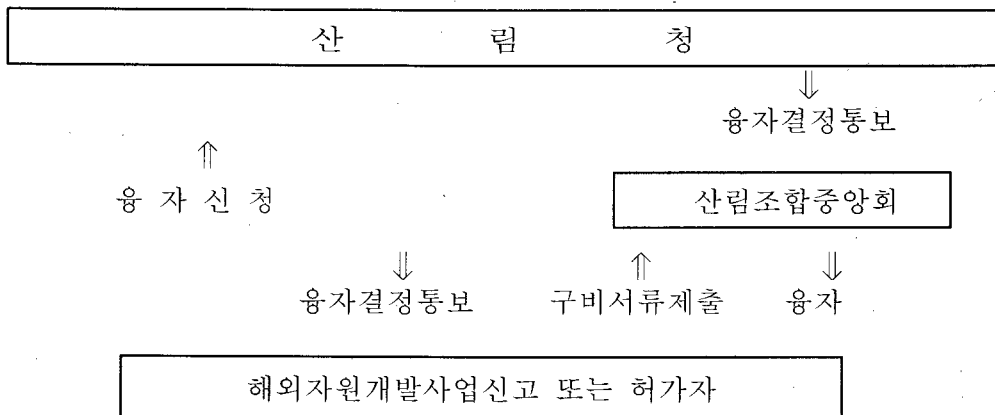 산 림 청
⇓
융자결정통보
⇑
융 자 신 청
산림조합중앙회
⇓ ⇑ ⇓
융자결정통보 구비서류제출 융자
해외자원개발사업신고 또는 허가자